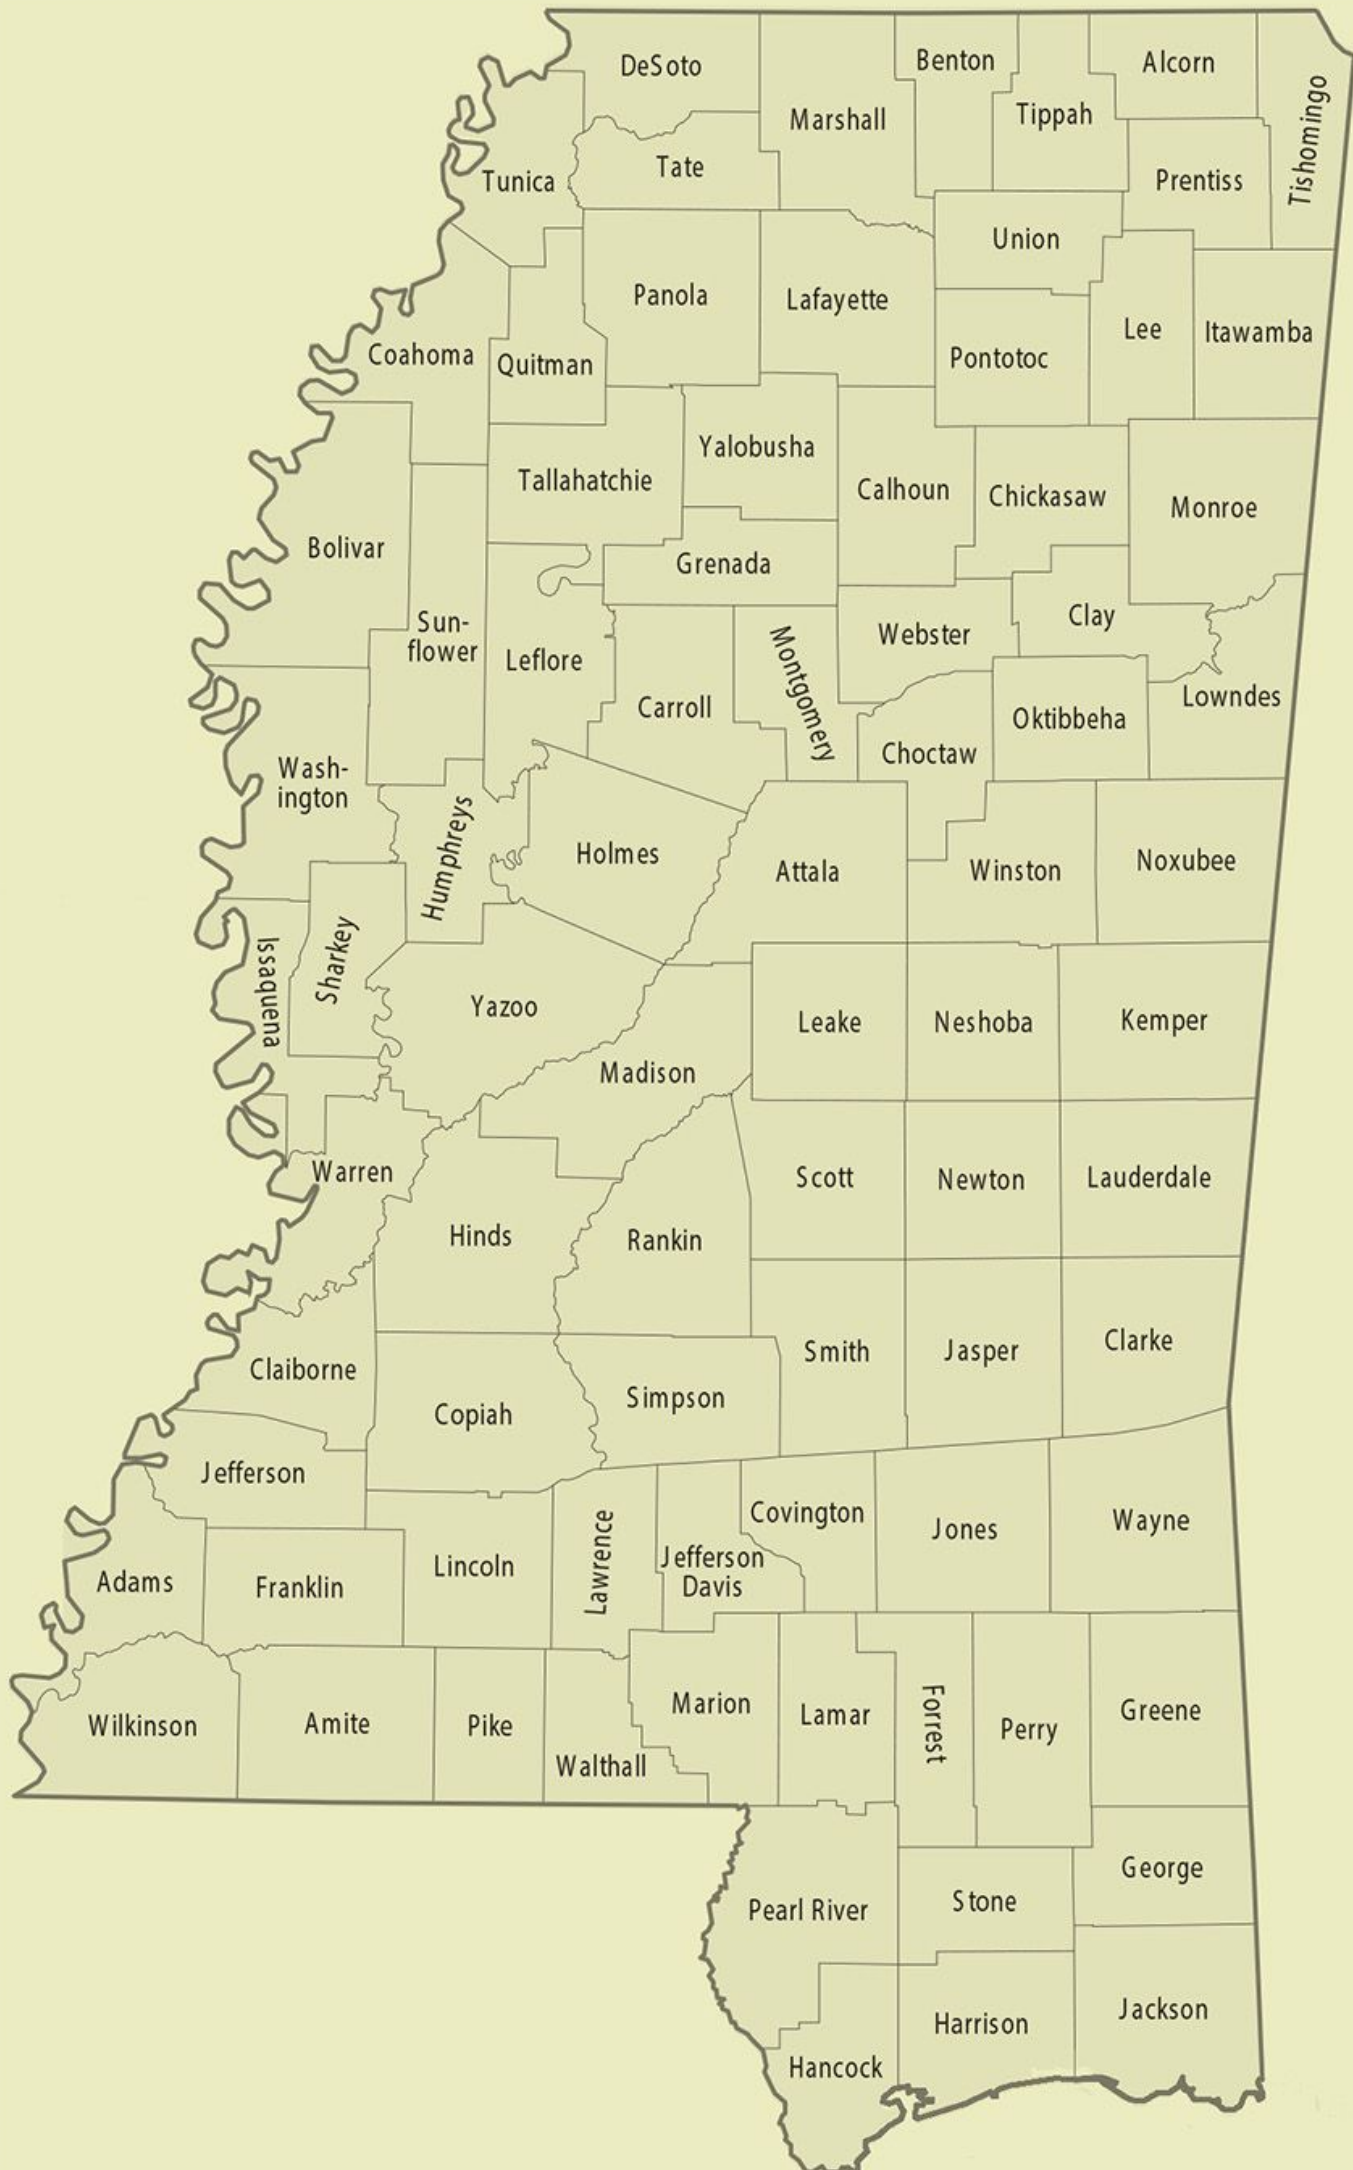 DeSoto
Benton
Alcorn
Tishomingo
Marshall
Tippah
Tate
Tunica
Prentiss
Union
Panola
Lafayette
Lee
Itawamba
Coahoma
Quitman
Pontotoc
Yalobusha
Tallahatchie
Calhoun
Chickasaw
Monroe
Bolivar
Grenada
Sun-
flower
Clay
Webster
Leflore
Montgomery
Carroll
Lowndes
Oktibbeha
Choctaw
Wash-
ington
Humphreys
Holmes
Attala
Winston
Noxubee
Issaquena
Sharkey
Yazoo
Leake
Neshoba
Kemper
Madison
Warren
Scott
Newton
Lauderdale
Hinds
Rankin
Claiborne
Smith
Jasper
Clarke
Copiah
Simpson
Jefferson
Covington
Jones
Wayne
Lawrence
Jefferson
Davis
Lincoln
Adams
Franklin
Wilkinson
Amite
Pike
Walthall
Marion
Lamar
Forrest
Perry
Greene
George
Pearl River
Stone
Harrison
Jackson
Hancock